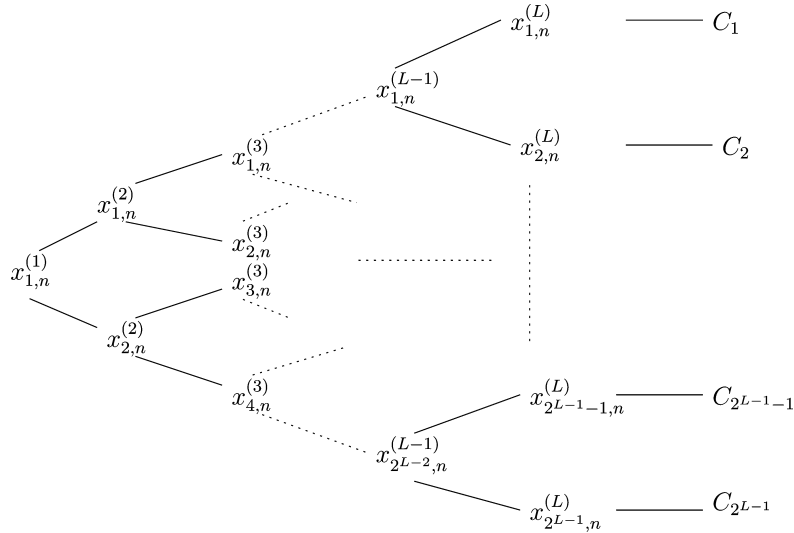 x_{1,n}^{(L)} C_1
x_{1,n}^{(L-1)}
x_{2,n}^{(L)} C_2
x_{1,n}^{(3)}
x_{1,n}^{(2)}
x_{2,n}^{(3)}
x_{1,n}^{(1)}
x_{3,n}^{(3)}
x_{2,n}^{(2)}
x_{4,n}^{(3)}
x_{2^{L-1}-1,n}^{(L)} C_{2^{L-1}-1}
x_{2^{L-2},n}^{(L-1)}
x_{2^{L-1},n}^{(L)} C_{2^{L-1}}